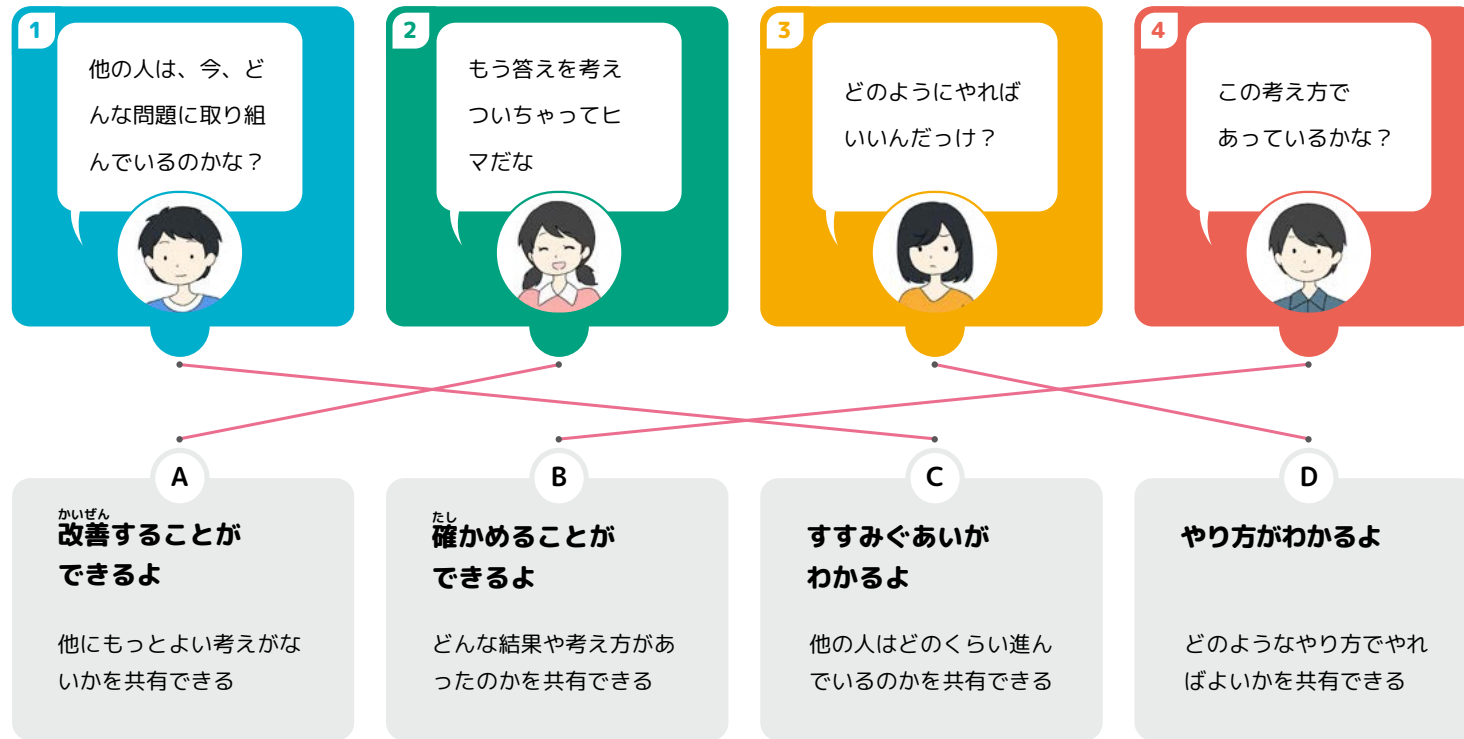 1
他の人は、今、ど
んな問題に取り組
んでいるのかな？
2
もう答えを考え
ついちゃってヒ
マだな
3
どのようにやれば
いいんだっけ？
4
この考え方で
あっているかな？
A
かいぜん
改善することが
できるよ
他にもっとよい考えがな
いかを共有できる
B
たし
確かめることが
できるよ
どんな結果や考え方があ
ったのかを共有できる
C
すすみぐあいが
わかるよ
他の人はどのくらい進ん
でいるのかを共有できる
D
やり方がわかるよ
どのようなやり方でやれ
ばよいかを共有できる